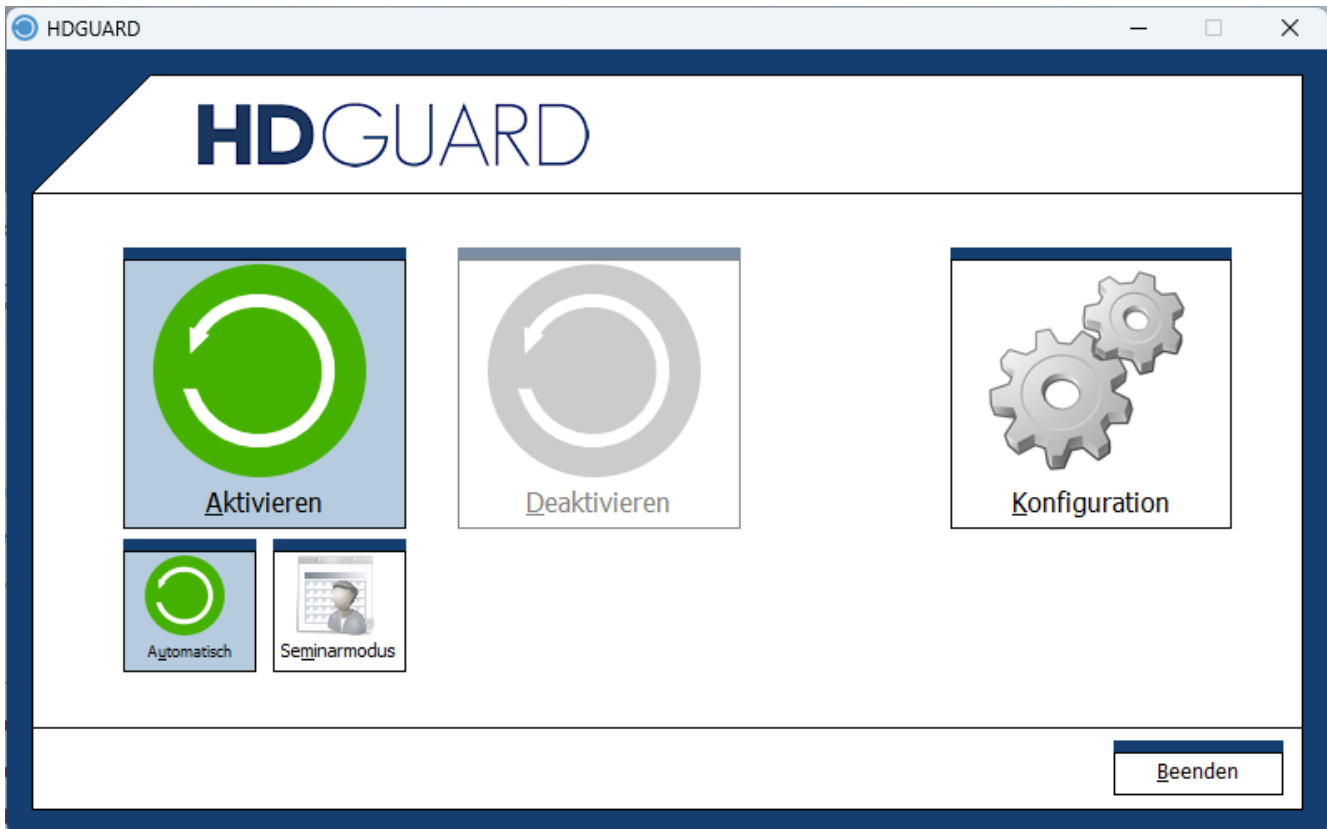 HDGUARD
HDGUARD
Aktivieren
Deaktivieren
Konfiguration
Automatisch
Seminarmodus
Beenden